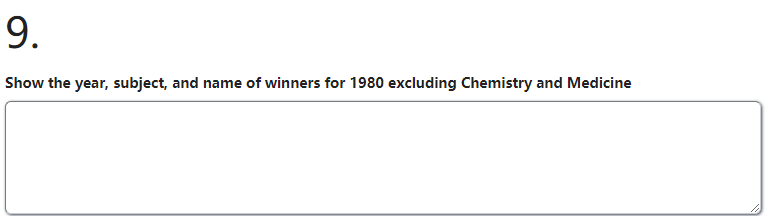 9.
Show the year, subject, and name of winners for 1980 excluding Chemistry and Medicine